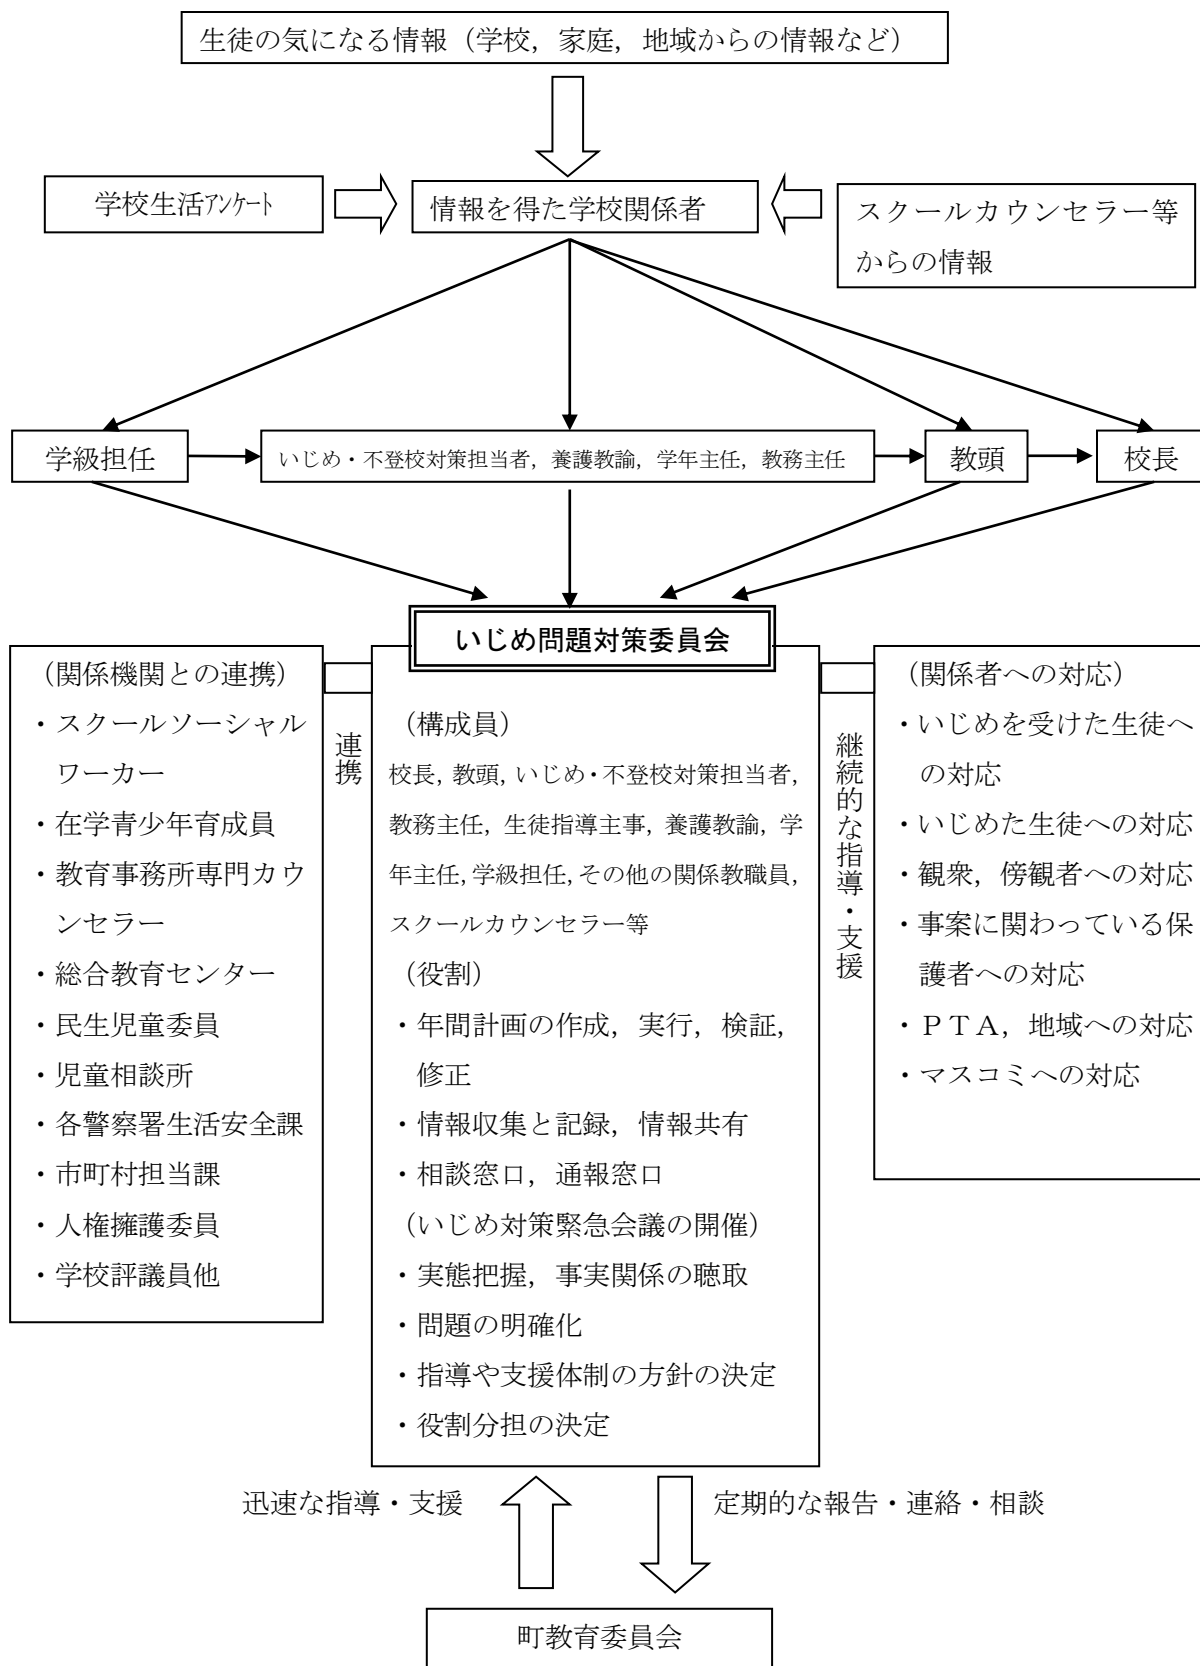 生徒の気になる情報（学校，家庭，地域からの情報など）
学校生活アンケート
情報を得た学校関係者
スクールカウンセラー等
からの情報
学級担任
いじめ・不登校対策担当者，養護教諭，学年主任，教務主任
教頭
校長
いじめ問題対策委員会
（関係機関との連携）
・スクールソーシャル
ワーカー
・在学青少年育成員
・教育事務所専門カウ
ンセラー
・総合教育センター
・民生児童委員
・児童相談所
・各警察署生活安全課
・市町村担当課
・人権擁護委員
・学校評議員他
連携
（構成員）
校長，教頭，いじめ・不登校対策担当者，
教務主任，生徒指導主事，養護教諭，学
年主任，学級担任，その他の関係教職員，
スクールカウンセラー等
（役割）
・年間計画の作成，実行，検証，
修正
・情報収集と記録，情報共有
・相談窓口，通報窓口
（いじめ対策緊急会議の開催）
・実態把握，事実関係の聴取
・問題の明確化
・指導や支援体制の方針の決定
・役割分担の決定
継続的な指導・支援
（関係者への対応）
・いじめを受けた生徒へ
の対応
・いじめた生徒への対応
・観衆，傍観者への対応
・事案に関わっている保
護者への対応
・ＰＴＡ，地域への対応
・マスコミへの対応
迅速な指導・支援
定期的な報告・連絡・相談
町教育委員会